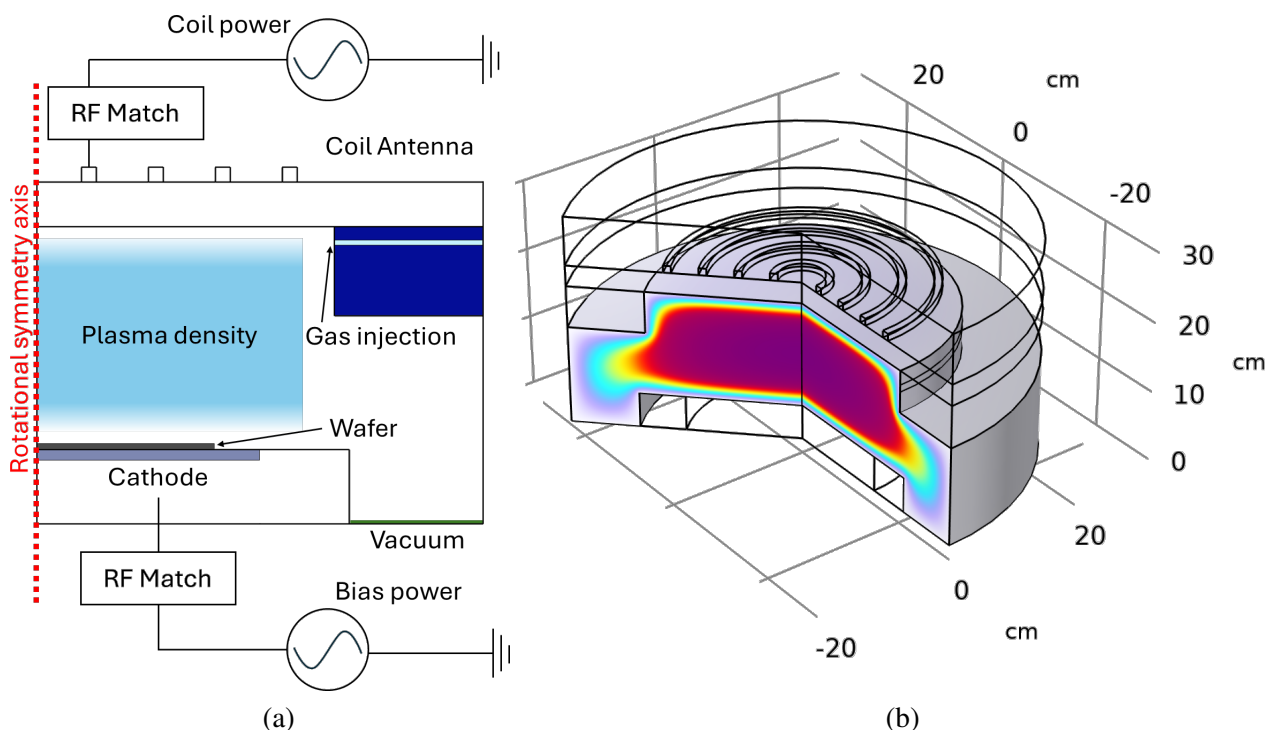 Coil power
RF Match
Coil Antenna
Rotational symmetry axis
Plasma density
Gas injection
Wafer
Cathode
Vacuum
RF Match
Bias power
(a)
20
cm
0
-20
30
20
cm
10
0
20
0
cm
-20
(b)